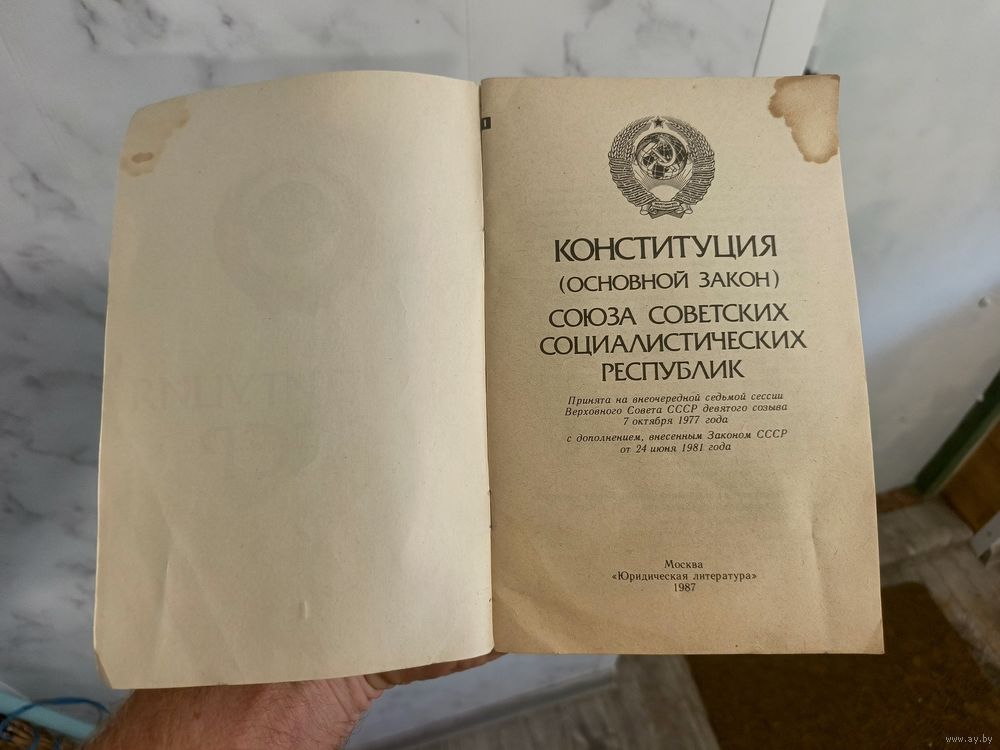 КОНСТИТУЦИЯ
(ОСНОВНОЙ ЗАКОН)
СОЮЗА СОВЕТСКИХ
СОЦИАЛИСТИЧЕСКИХ
РЕСПУБЛИК
Принята на внеочередной седьмой сессии
Верховного Совета СССР девятого созыва
7 октября 1977 года
с дополнением, внесенным Законом СССР
от 24 июня 1981 года
Москва
«Юридическая литература»
1987
www.ay.by